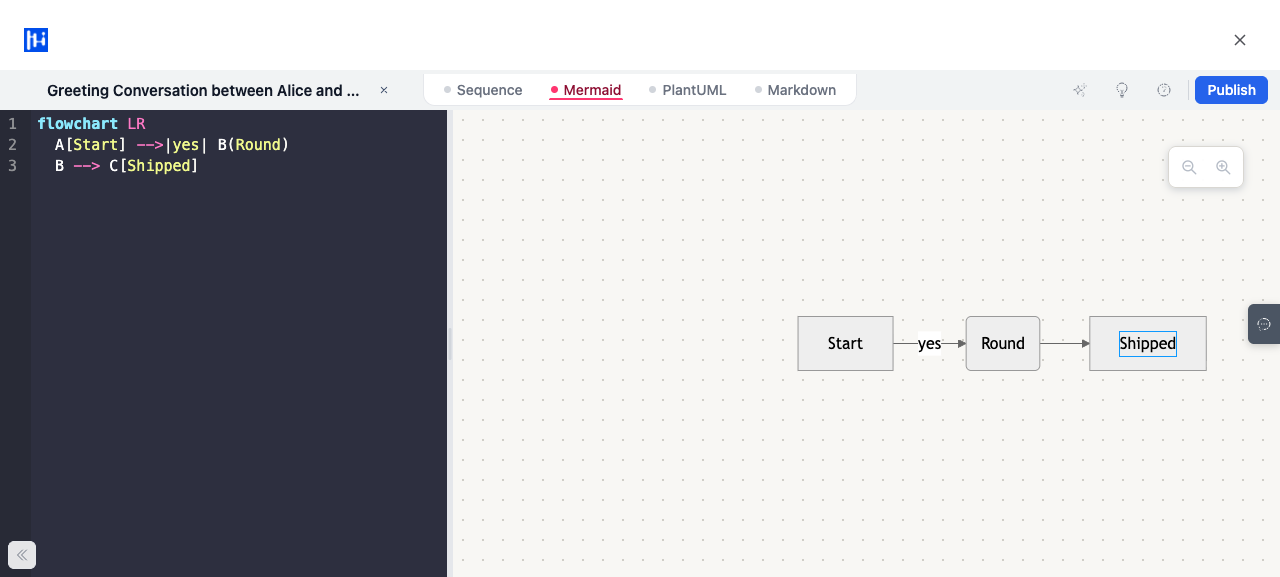 Greeting Conversation between Alice and ...
Sequence
Mermaid
PlantUML
Markdown
Publish
1 flowchart LR
2 A[Start] -->|yes| B(Round)
3 B --> C[Shipped]
Start
yes
Round
Shipped